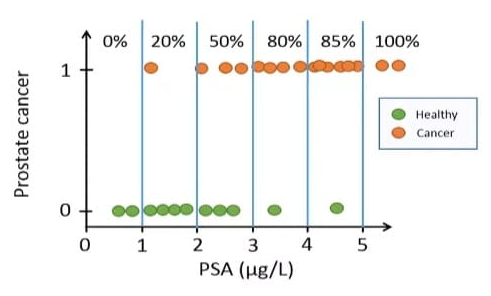 0% 20% 50% 80% 85% 100%
1
Prostate cancer
Healthy
Cancer
0
0 1 2 3 4 5
PSA (μg/L)